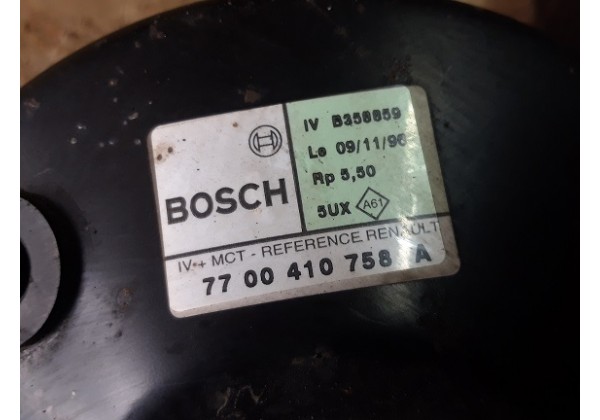 BOSCH
IV B358859
Le 09/11/96
Rp 5,50
5UX A61
IV + MCT - REFERENCE RENAULT
77 00 410 758 A